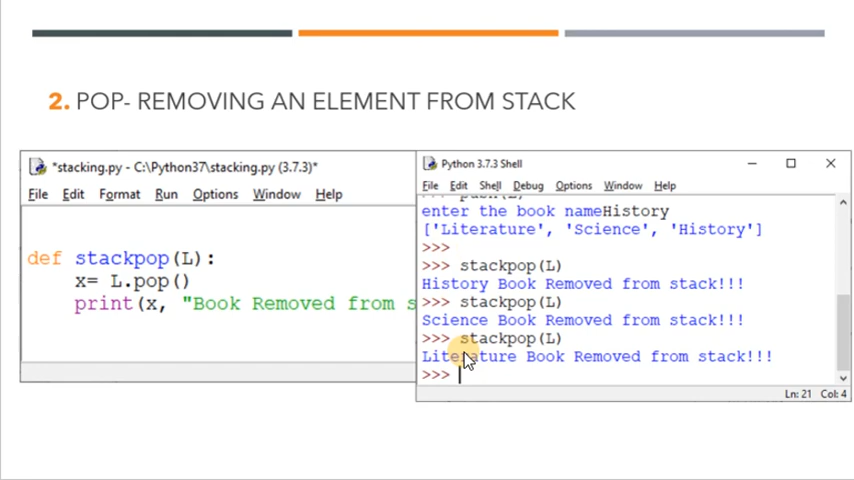 2. POP- REMOVING AN ELEMENT FROM STACK
*stacking.py - C:\Python37\stacking.py (3.7.3)*
File Edit Format Run Options Window Help
def stackpop(L):
x= L.pop()
print(x, "Book Removed from s
Python 3.7.3 Shell
File Edit Shell Debug Options Window Help
>>> push(L)
enter the book nameHistory
['Literature', 'Science', 'History']
>>>
>>> stackpop(L)
History Book Removed from stack!!!
>>> stackpop(L)
Science Book Removed from stack!!!
>>> stackpop(L)
Literature Book Removed from stack!!!
>>>
Ln: 21 Col: 4